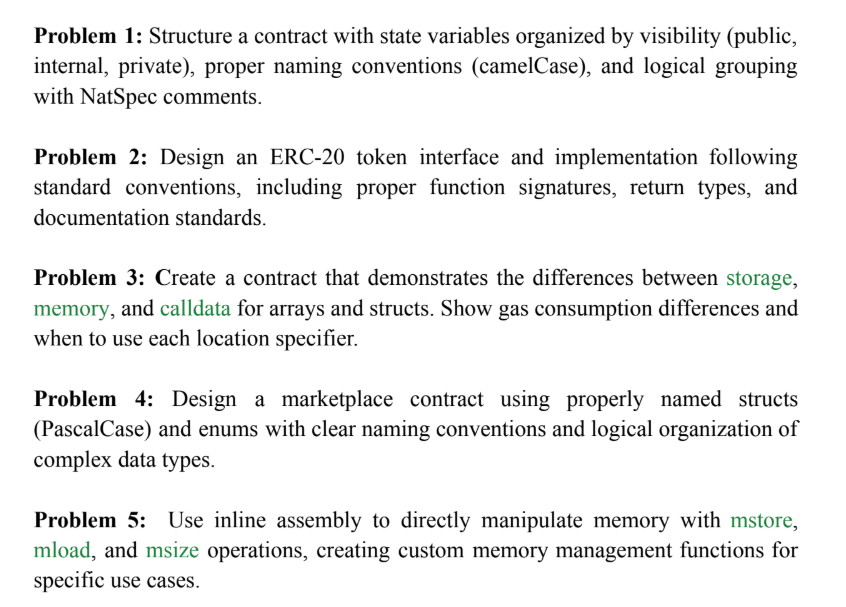 Problem 1: Structure a contract with state variables organized by visibility (public,
internal, private), proper naming conventions (camelCase), and logical grouping
with NatSpec comments.
Problem 2: Design an ERC-20 token interface and implementation following
standard conventions, including proper function signatures, return types, and
documentation standards.
Problem 3: Create a contract that demonstrates the differences between storage,
memory, and calldata for arrays and structs. Show gas consumption differences and
when to use each location specifier.
Problem 4: Design a marketplace contract using properly named structs
(PascalCase) and enums with clear naming conventions and logical organization of
complex data types.
Problem 5: Use inline assembly to directly manipulate memory with mstore,
mload, and msize operations, creating custom memory management functions for
specific use cases.